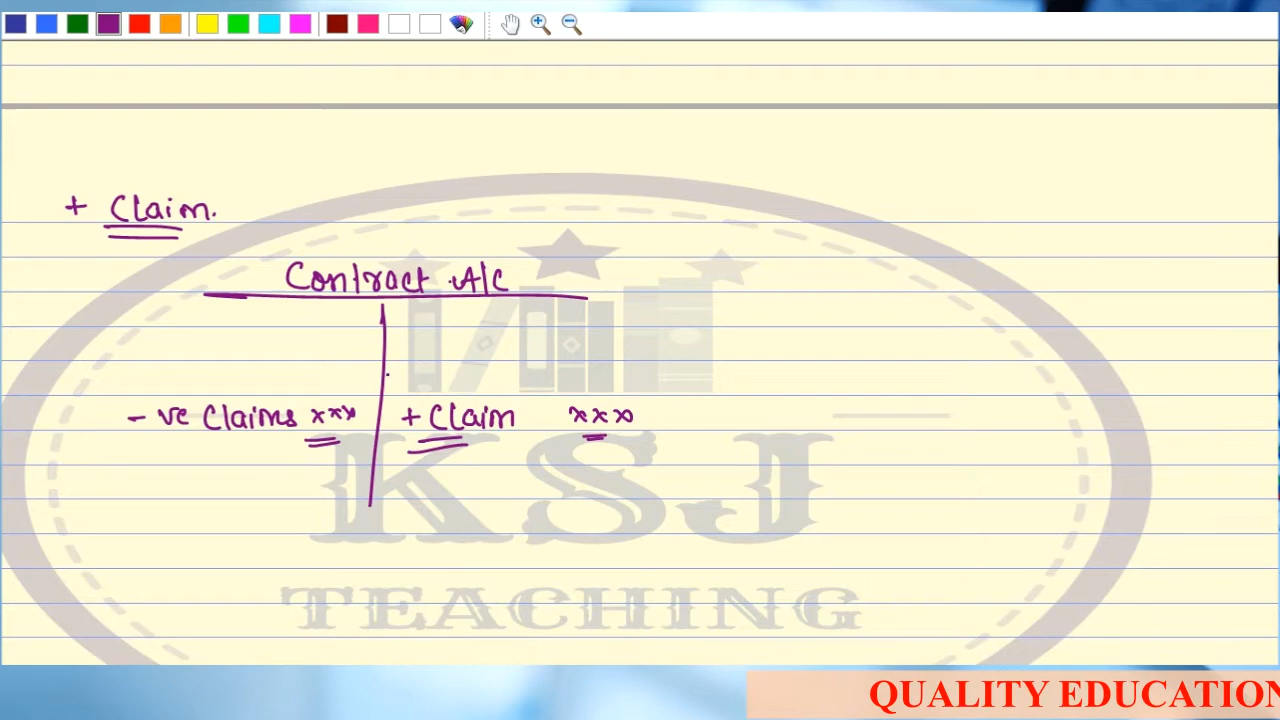 + Claim.
Contract A/C
- ve Claims xxx + Claim xxx
KSJ
TEACHING
QUALITY EDUCATION